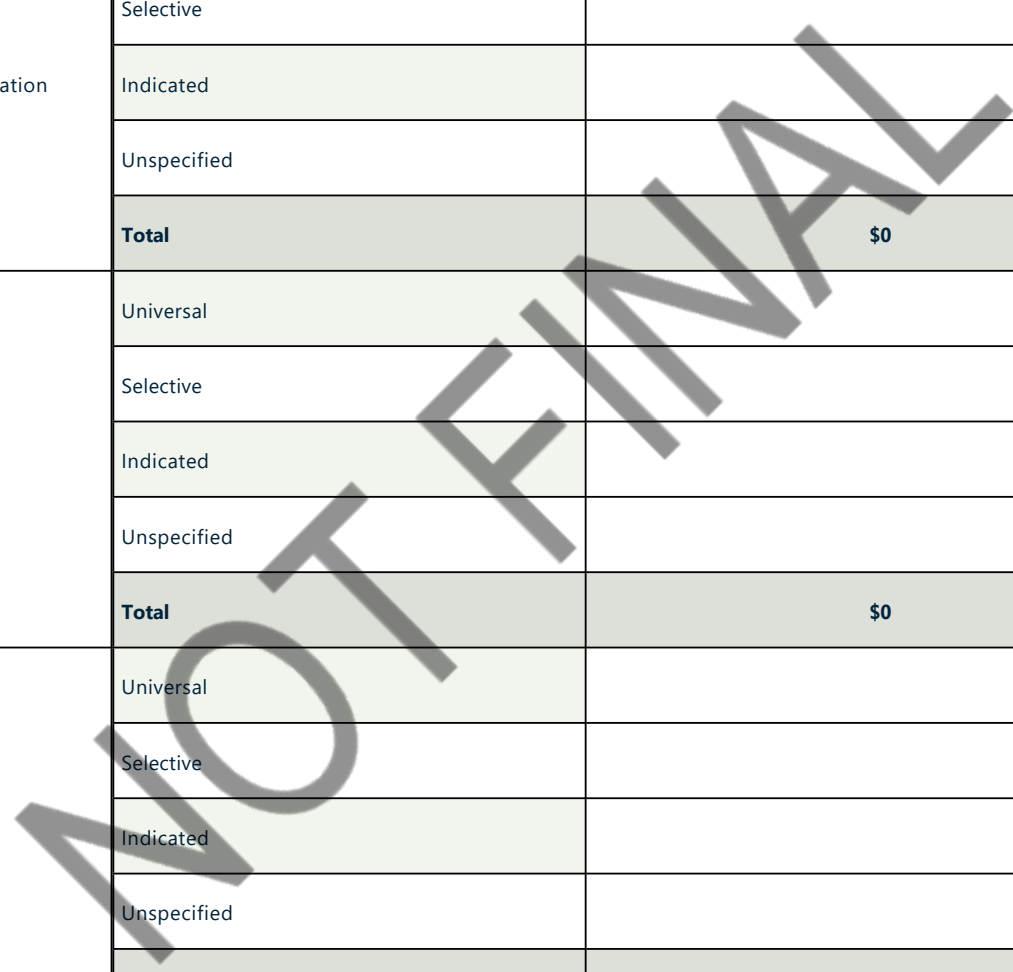 Selective
ation Indicated
Unspecified
Total $0
Universal
Selective
Indicated
Unspecified
Total $0
Universal
Selective
Indicated
Unspecified
NOT FINAL